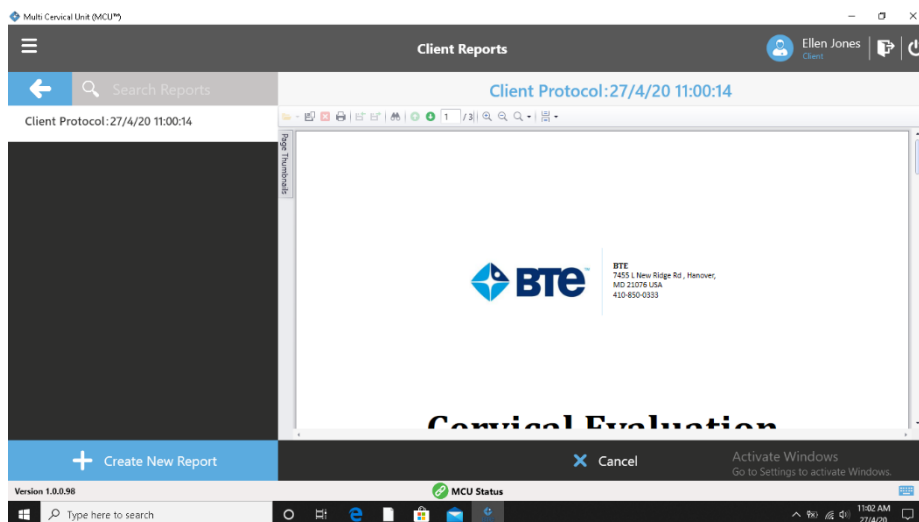 Multi Cervical Unit (MCU™)
Client Reports
Ellen Jones
Client
Search Reports
Client Protocol:27/4/20 11:00:14
Client Protocol:27/4/20 11:00:14
1 / 3
Page Thumbnails
BTE™
BTE
7455 L New Ridge Rd , Hanover,
MD 21076 USA
410-850-0333
Cervical Evaluation
Create New Report
Cancel
Activate Windows
Go to Settings to activate Windows.
Version 1.0.0.98
MCU Status
Type here to search
11:02 AM
27/4/20